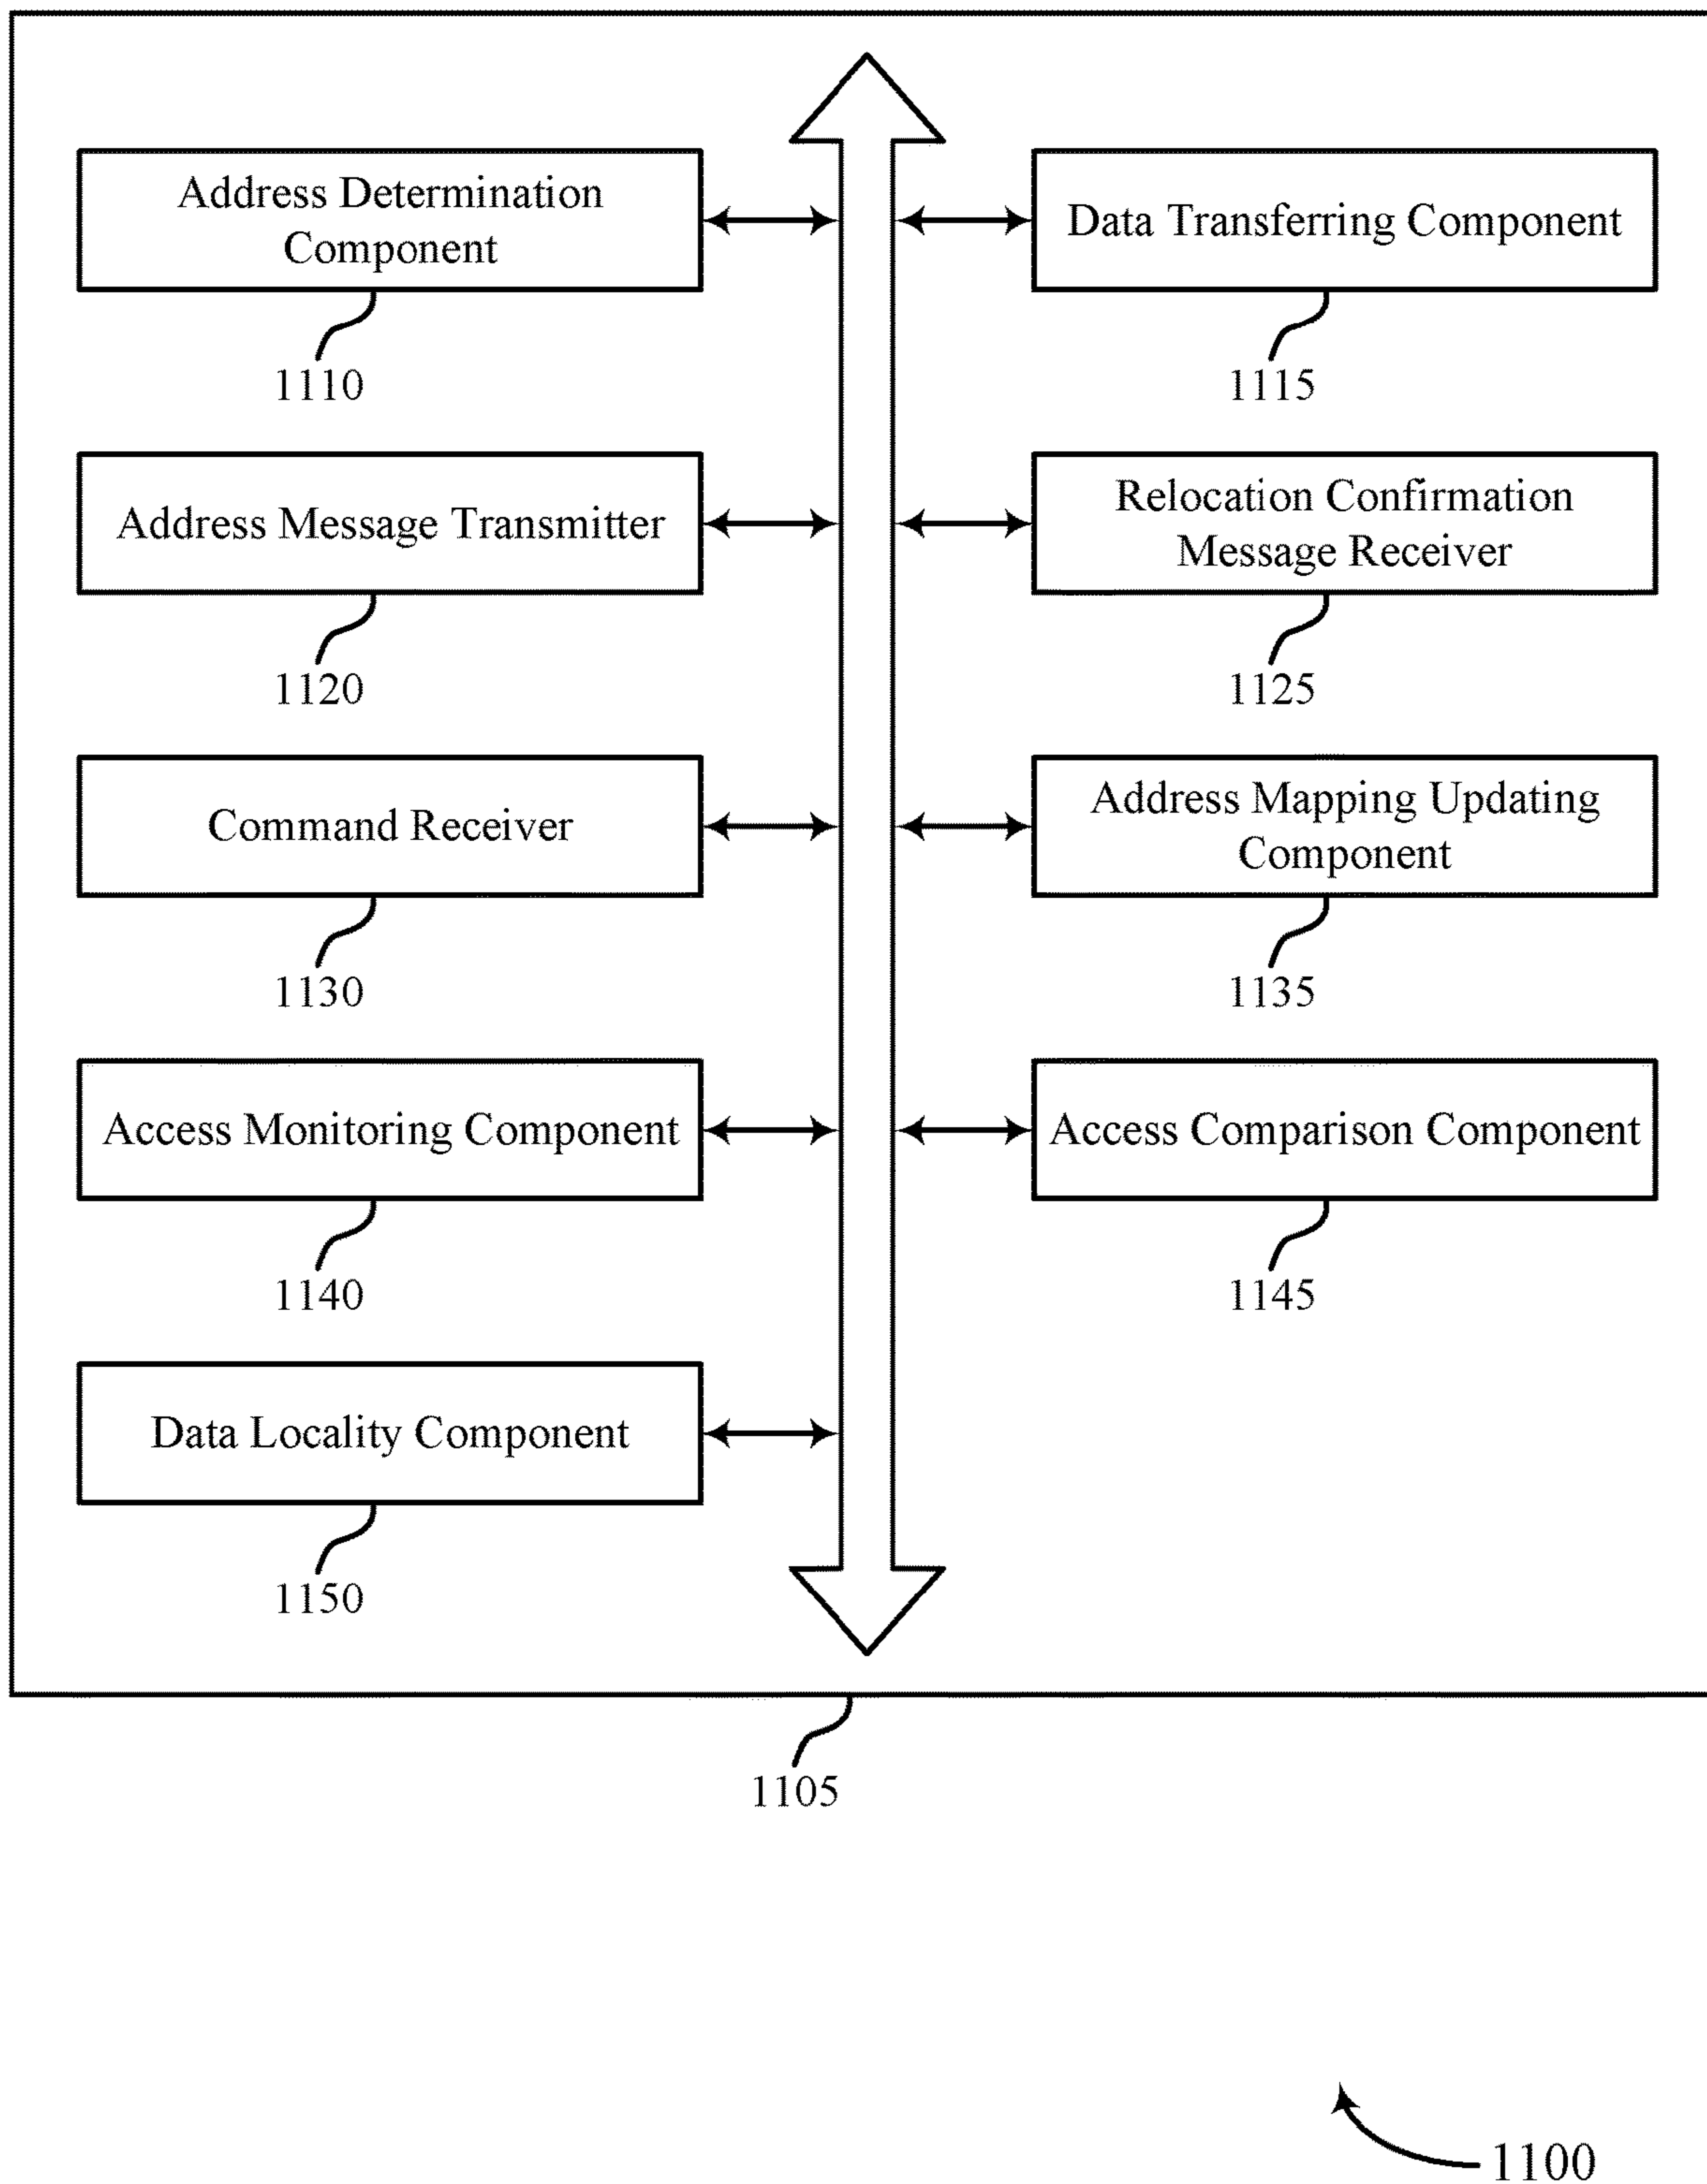 Address Determination
Component
1110
Data Transferring Component
1115
Address Message Transmitter
1120
Relocation Confirmation
Message Receiver
1125
Command Receiver
1130
Address Mapping Updating
Component
1135
Access Monitoring Component
1140
Access Comparison Component
1145
Data Locality Component
1150
1105
1100